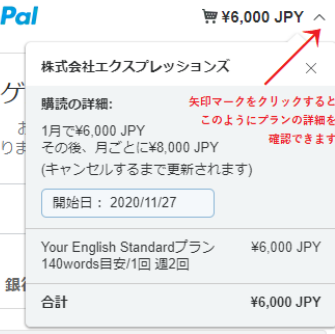 Pal
¥6,000 JPY
株式会社エクスプレッションズ
ゲ
購読の詳細:
矢印マークをクリックすると
このようにプランの詳細を
確認できます
1月で¥6,000 JPY
その後、月ごとに¥8,000 JPY
(キャンセルするまで更新されます)
お
りま
開始日： 2020/11/27
Your English Standardプラン ¥6,000 JPY
140words目安/1回 週2回
銀
合計 ¥6,000 JPY